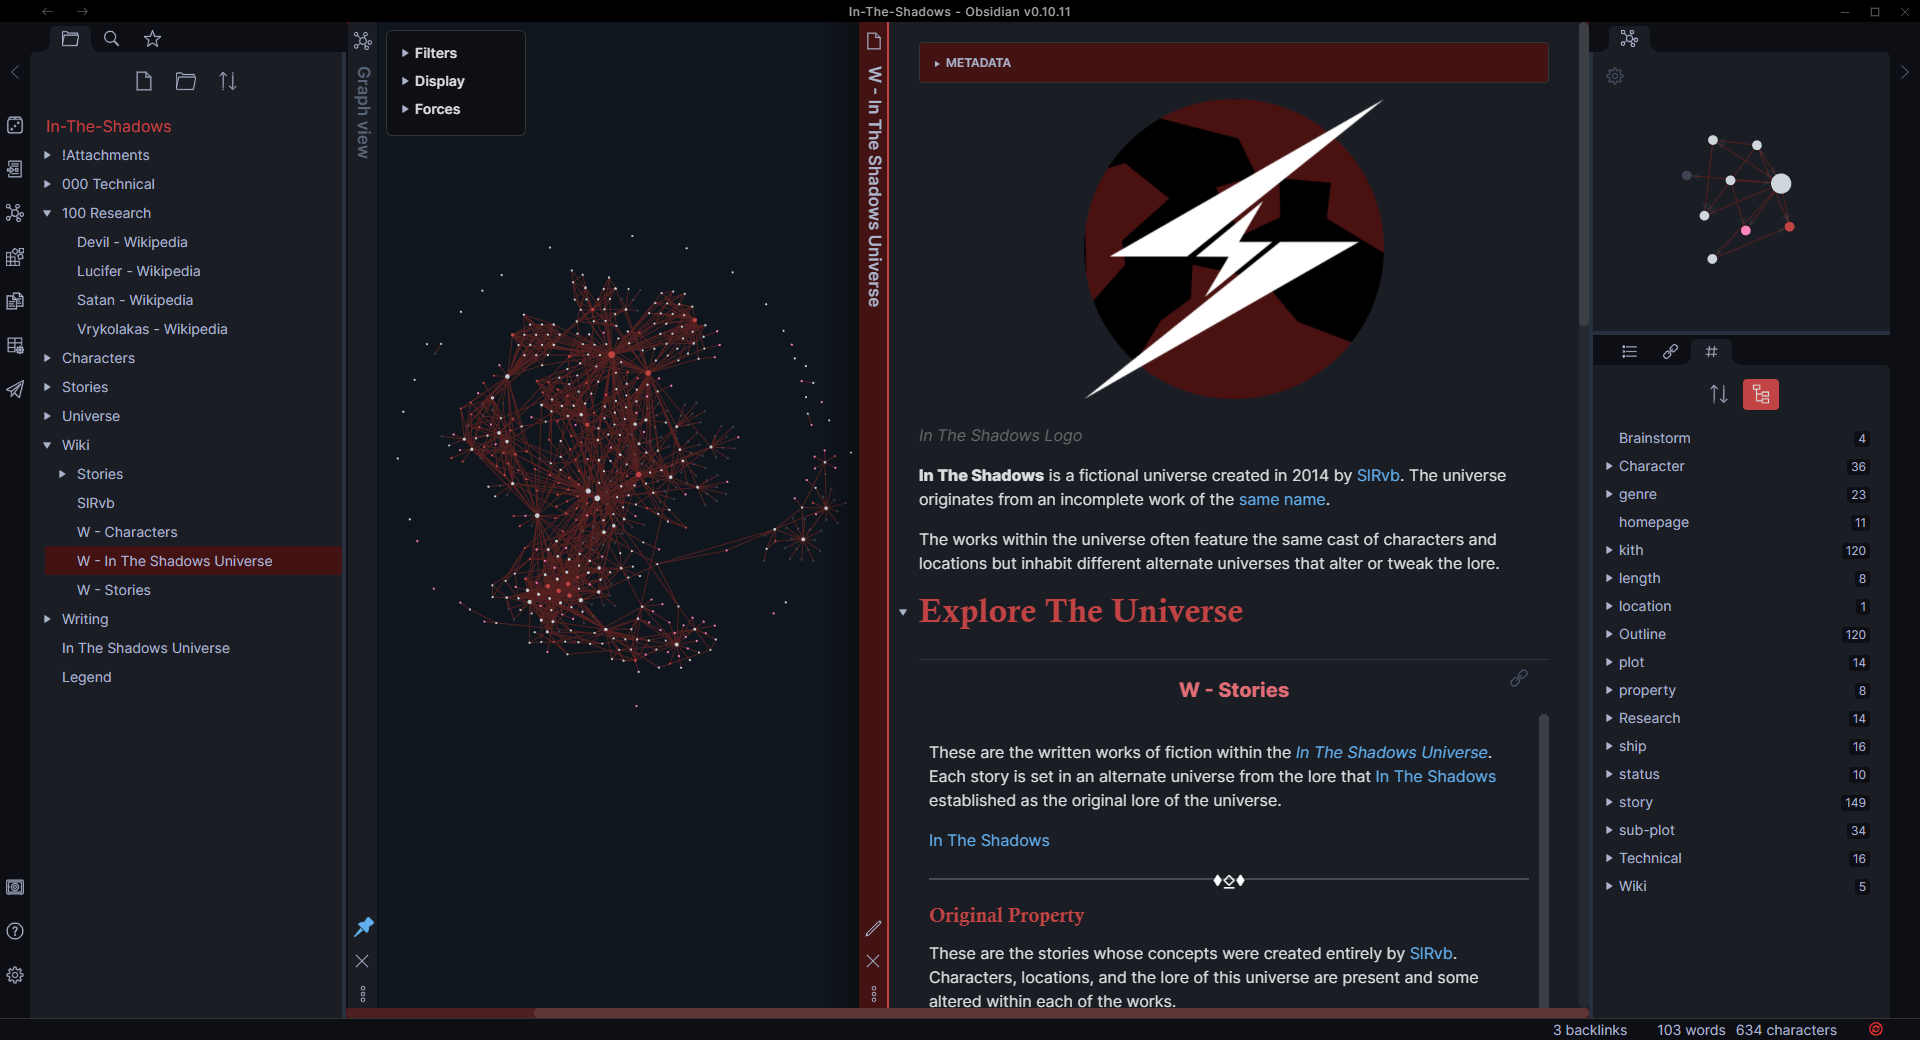 In-The-Shadows - Obsidian v0.10.11
In-The-Shadows
!Attachments
000 Technical
100 Research
Devil - Wikipedia
Lucifer - Wikipedia
Satan - Wikipedia
Vrykolakas - Wikipedia
Characters
Stories
Universe
Wiki
Stories
SIRvb
W - Characters
W - In The Shadows Universe
W - Stories
Writing
In The Shadows Universe
Legend
Graph view
Filters
Display
Forces
W - In The Shadows Universe
METADATA
In The Shadows Logo
In The Shadows is a fictional universe created in 2014 by SIRvb. The universe
originates from an incomplete work of the same name.
The works within the universe often feature the same cast of characters and
locations but inhabit different alternate universes that alter or tweak the lore.
Explore The Universe
W - Stories
These are the written works of fiction within the In The Shadows Universe.
Each story is set in an alternate universe from the lore that In The Shadows
established as the original lore of the universe.
In The Shadows
Original Property
These are the stories whose concepts were created entirely by SIRvb.
Characters, locations, and the lore of this universe are present and some
altered within each of the works.
Brainstorm 4
Character 36
genre 23
homepage 11
kith 120
length 8
location 1
Outline 120
plot 14
property 8
Research 14
ship 16
status 10
story 149
sub-plot 34
Technical 16
Wiki 5
3 backlinks 103 words 634 characters